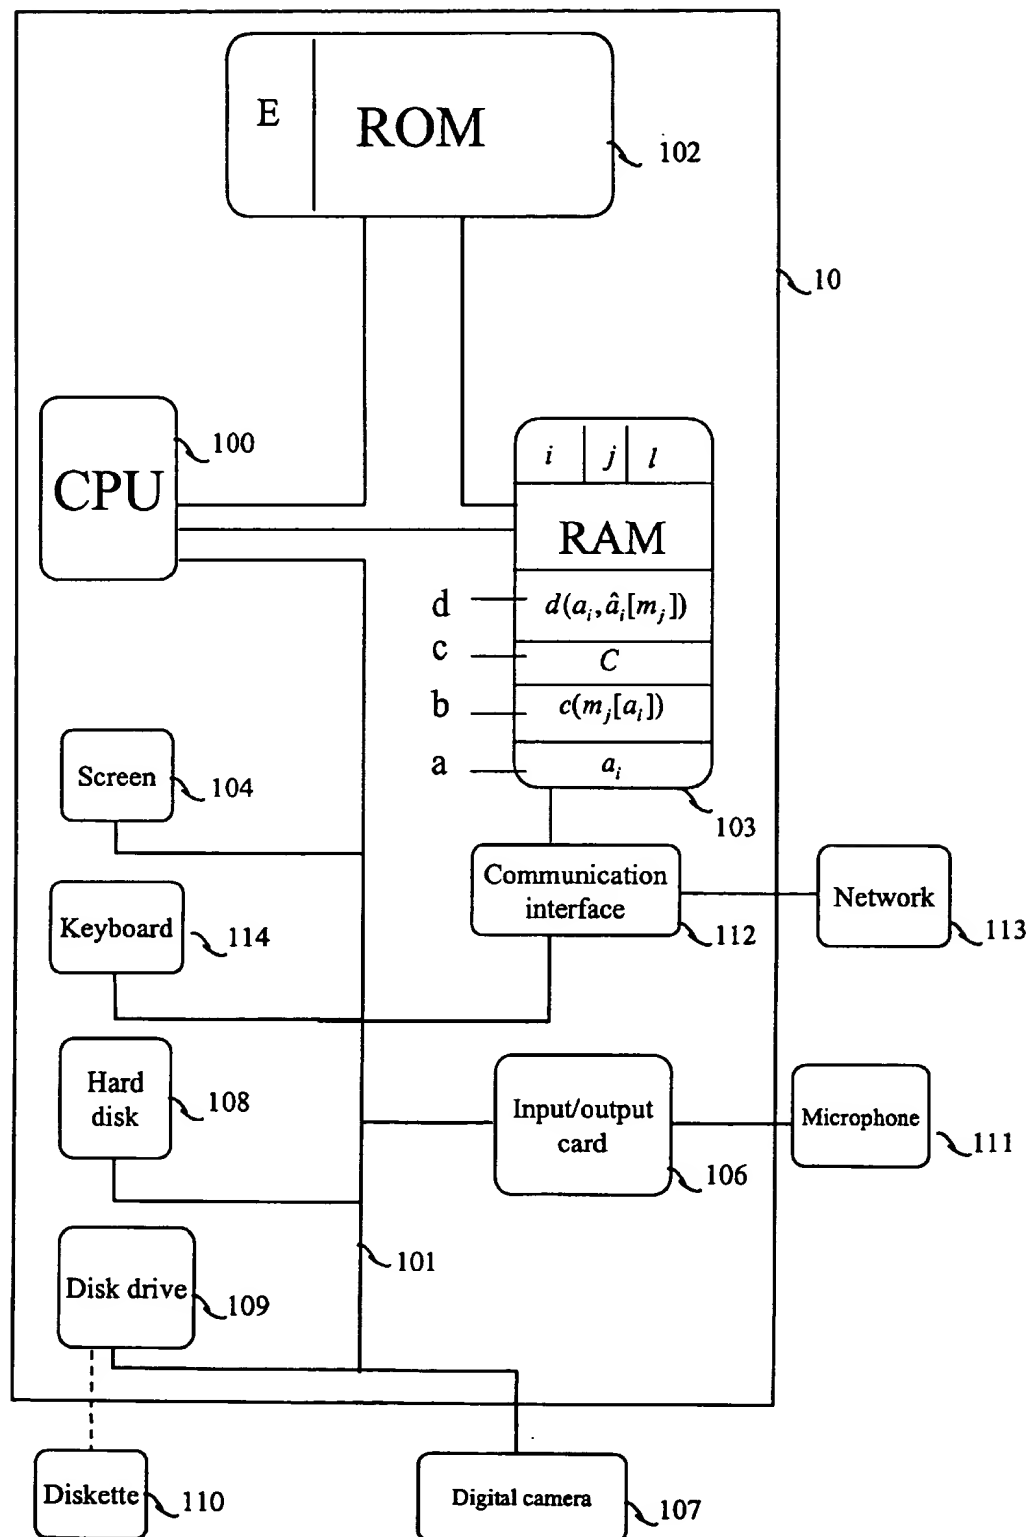 E
ROM
102
10
CPU
100
i j l
RAM
d
d(a_i, â_i[m_j])
c
C
b
c(m_j[a_i])
a
a_i
103
Screen
104
Communication
interface
112
Network
113
Keyboard
114
Hard
disk
108
Input/output
card
106
Microphone
111
101
Disk drive
109
Diskette
110
Digital camera
107